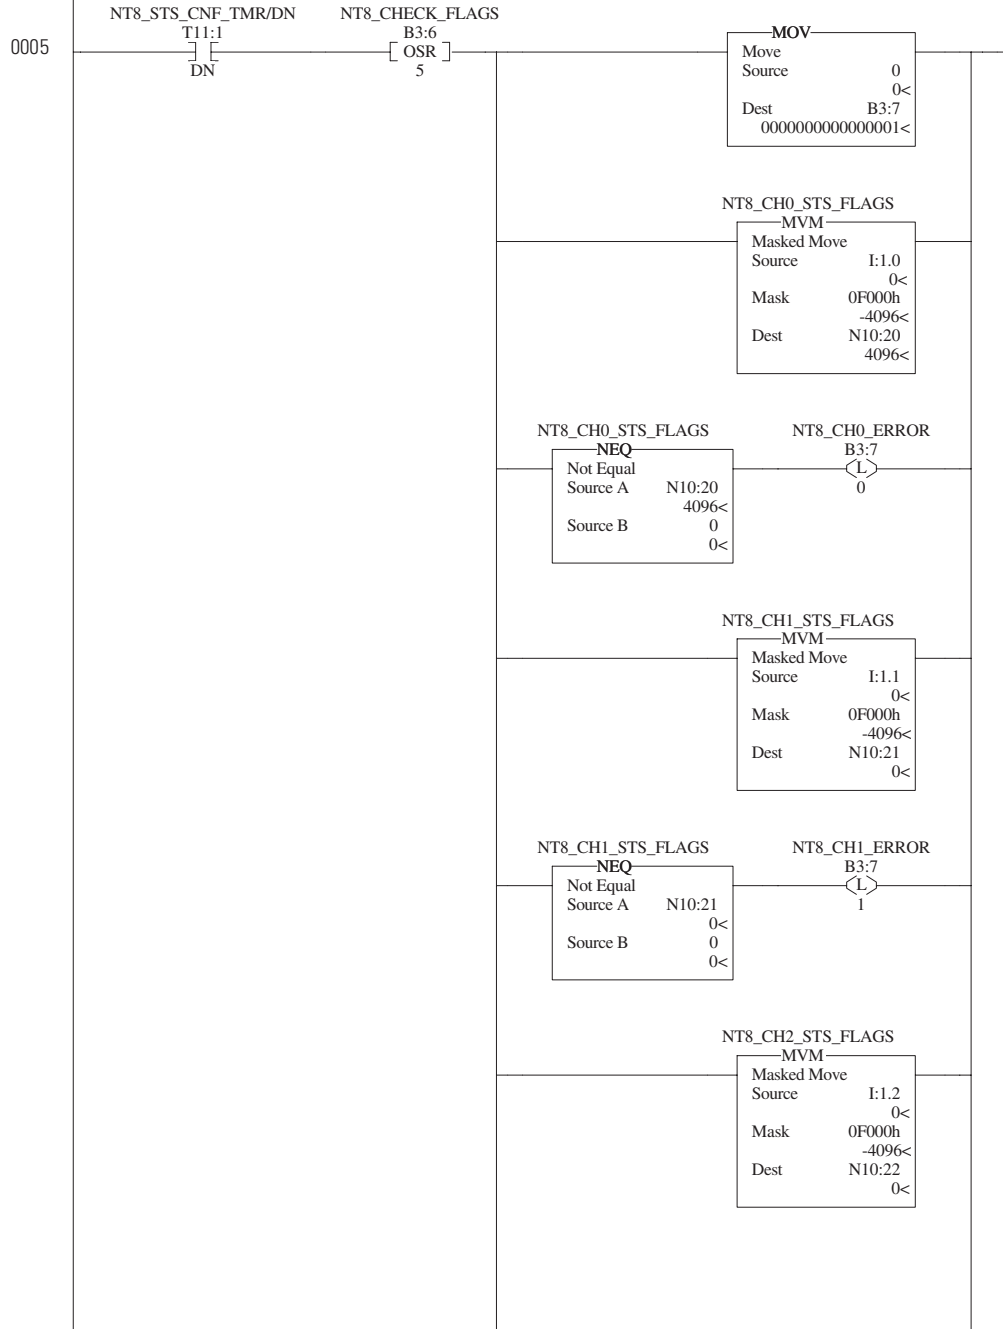 NT8_STS_CNF_TMR/DN NT8_CHECK_FLAGS
T11:1 B3:6 MOV
0005 OSR Move
DN 5 Source 0
0<
Dest B3:7
0000000000000001<
NT8_CH0_STS_FLAGS
MVM
Masked Move
Source I:1.0
0<
Mask 0F000h
-4096<
Dest N10:20
4096<
NT8_CH0_STS_FLAGS NT8_CH0_ERROR
NEQ B3:7
Not Equal L
Source A N10:20 0
4096<
Source B 0
0<
NT8_CH1_STS_FLAGS
MVM
Masked Move
Source I:1.1
0<
Mask 0F000h
-4096<
Dest N10:21
0<
NT8_CH1_STS_FLAGS NT8_CH1_ERROR
NEQ B3:7
Not Equal L
Source A N10:21 1
0<
Source B 0
0<
NT8_CH2_STS_FLAGS
MVM
Masked Move
Source I:1.2
0<
Mask 0F000h
-4096<
Dest N10:22
0<